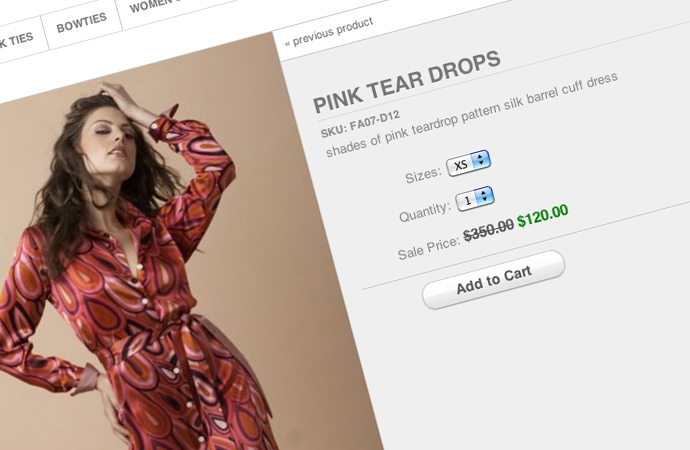 K TIES
BOWTIES
WOMEN'S
« previous product
PINK TEAR DROPS
SKU: FA07-D12
shades of pink teardrop pattern silk barrel cuff dress
Sizes: XS
Quantity: 1
Sale Price: $350.00 $120.00
Add to Cart